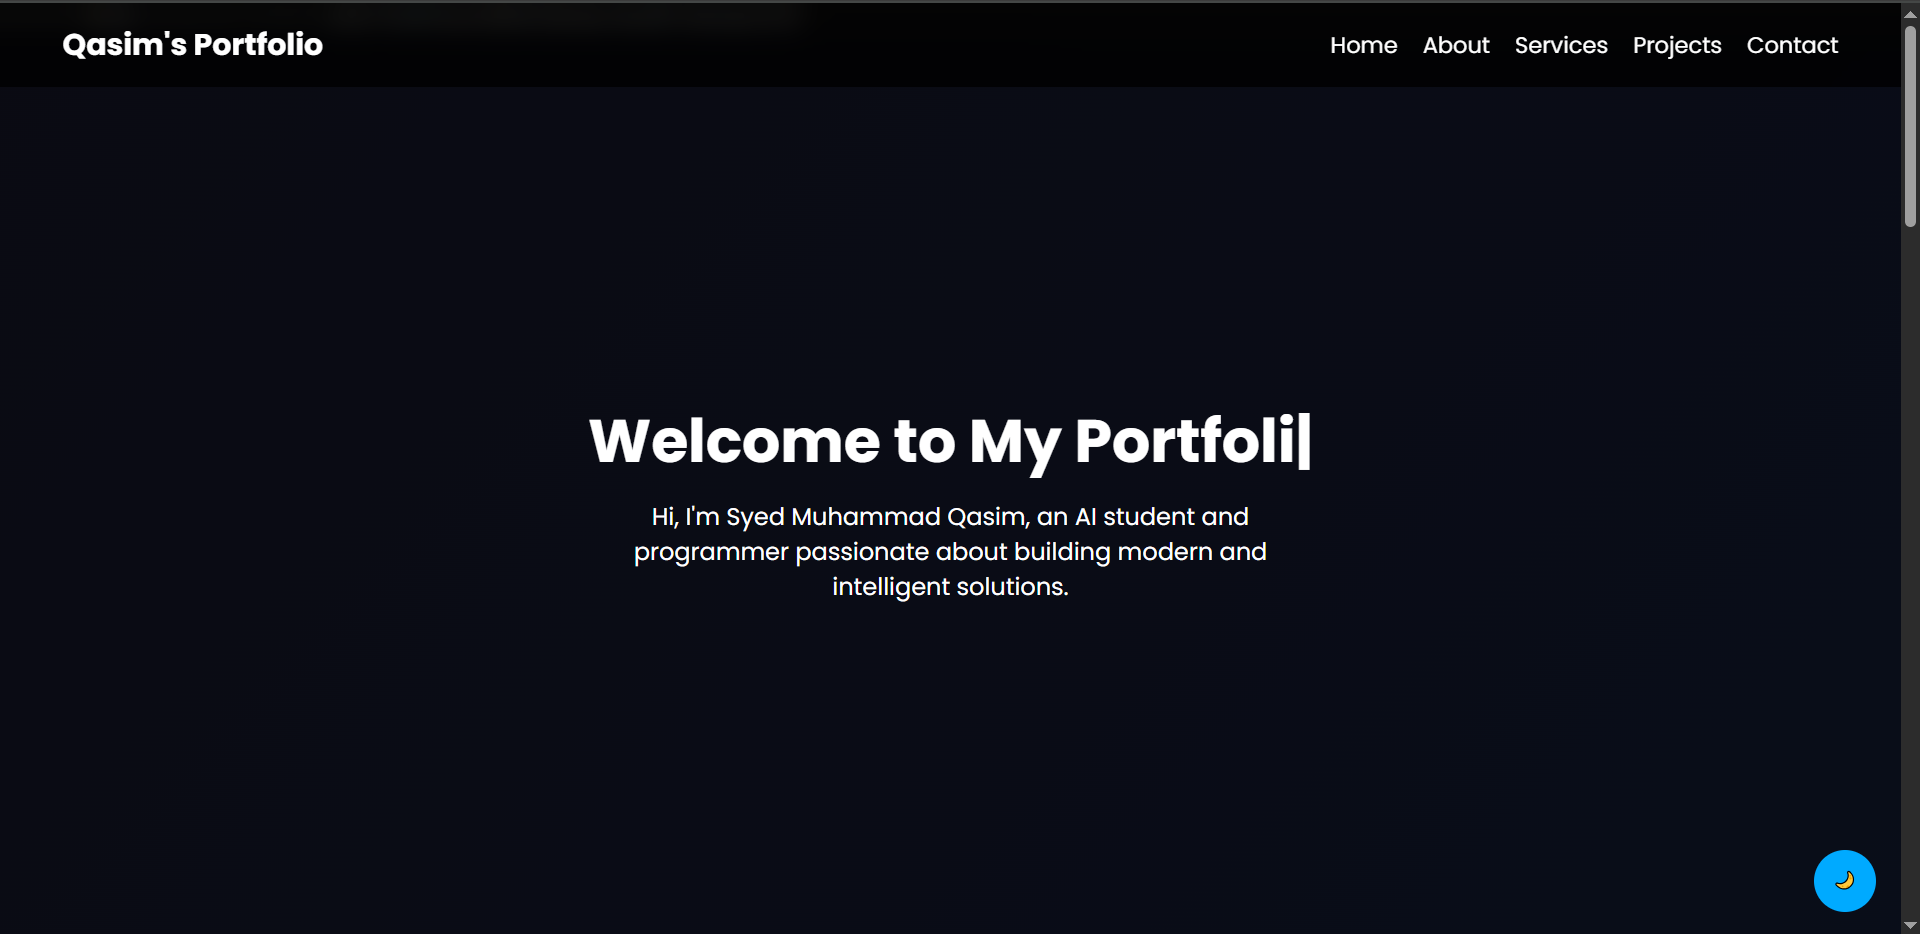 Qasim's Portfolio
Home About Services Projects Contact
Welcome to My Portfoli|
Hi, I'm Syed Muhammad Qasim, an AI student and
programmer passionate about building modern and
intelligent solutions.